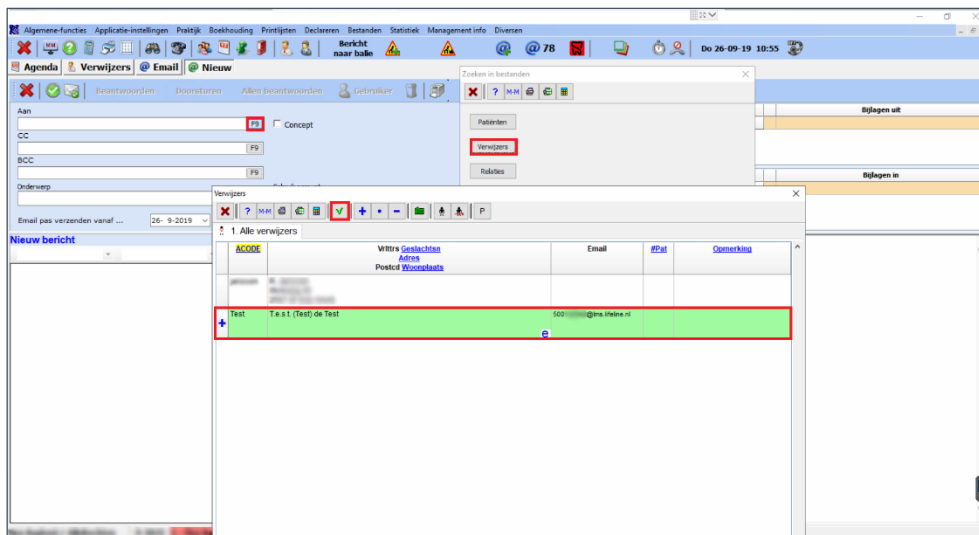 Algemene-functies Applicatie-instellingen Praktijk Boekhouding Printlijsten Declareren Bestanden Statistiek Management info Diversen
Bericht
naar balie
@ 78
Do 26-09-19 10:55
Agenda Verwijzers @ Email @ Nieuw
Beantwoorden Doorsturen Allen beantwoorden Gebruiker
Aan
F9
Concept
CC
F9
BCC
F9
Onderwerp
Email pas verzenden vanaf ...
26- 9-2019
Nieuw bericht
Zoeken in bestanden
? M·M
Patiënten
Verwijzers
Relaties
Bijlagen uit
Bijlagen in
Verwijzers
? M·M P
1. Alle verwijzers
ACODE
Vrlttrs Geslachtsn
Adres
Postcd Woonplaats
Email
#Pat
Opmerking
Test
T.e.s.t. (Test) de Test
e